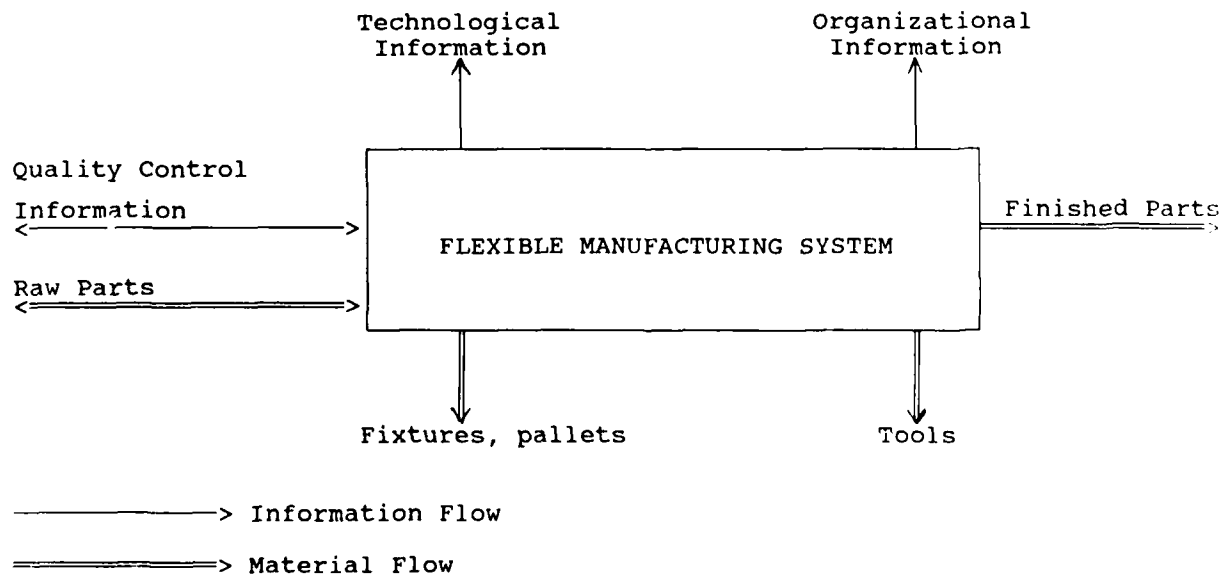 Technological
Information
Organizational
Information
Quality Control
Information
Raw Parts
FLEXIBLE MANUFACTURING SYSTEM
Finished Parts
Fixtures, pallets
Tools
Information Flow
Material Flow